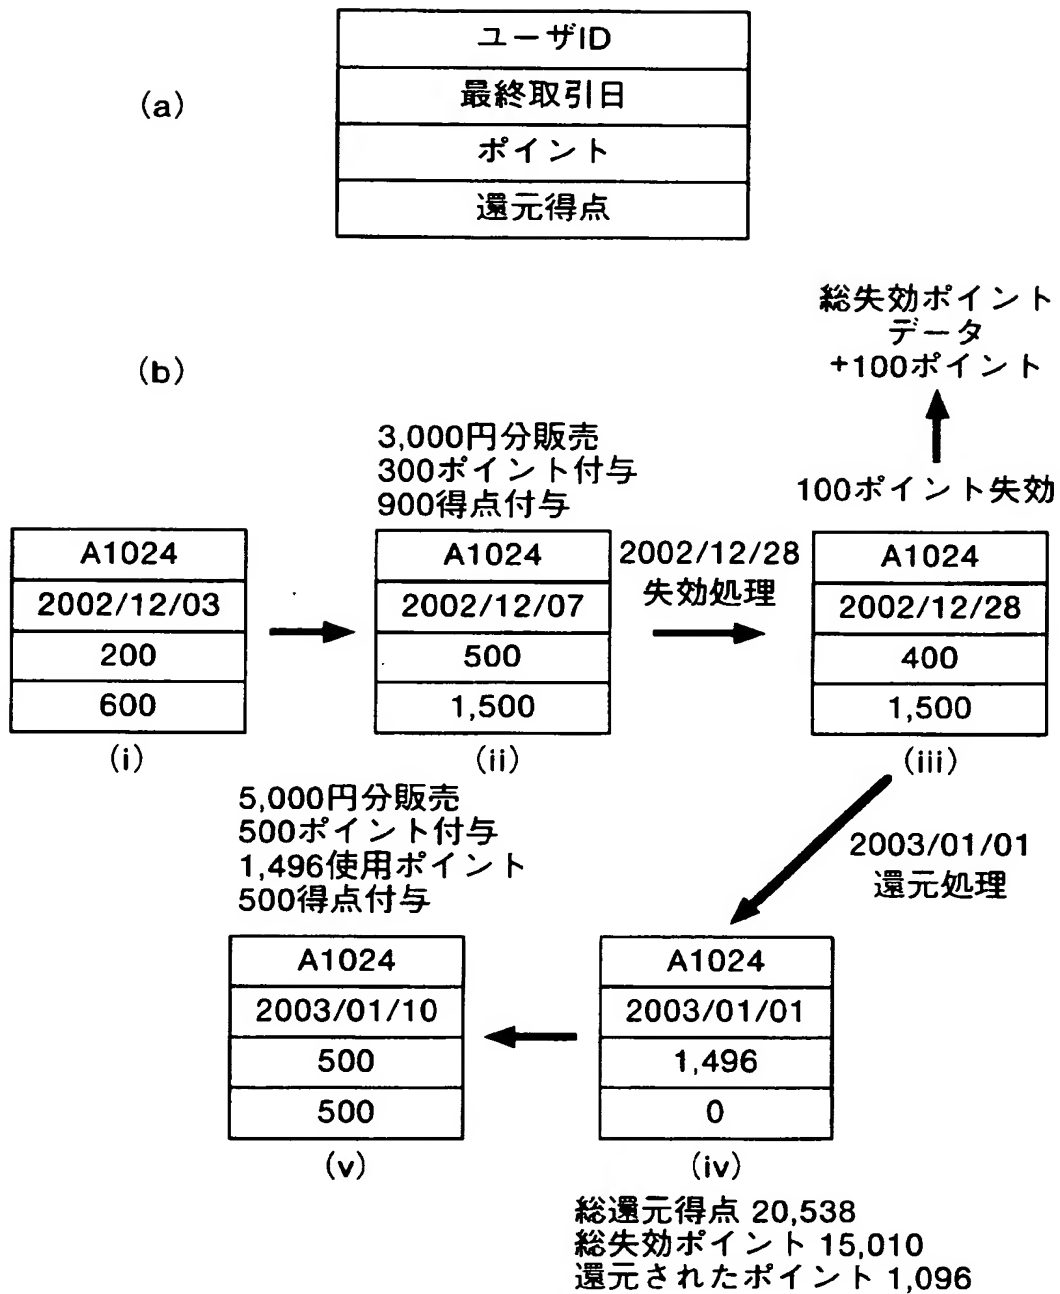 (a)
ユーザID
最終取引日
ポイント
還元得点
(b)
総失効ポイント
データ
+100ポイント
100ポイント失効
3,000円分販売
300ポイント付与
900得点付与
A1024
2002/12/03
200
600
(i)
A1024
2002/12/07
500
1,500
(ii)
2002/12/28
失効処理
A1024
2002/12/28
400
1,500
(iii)
2003/01/01
還元処理
5,000円分販売
500ポイント付与
1,496使用ポイント
500得点付与
A1024
2003/01/10
500
500
(v)
A1024
2003/01/01
1,496
0
(iv)
総還元得点 20,538
総失効ポイント 15,010
還元されたポイント 1,096